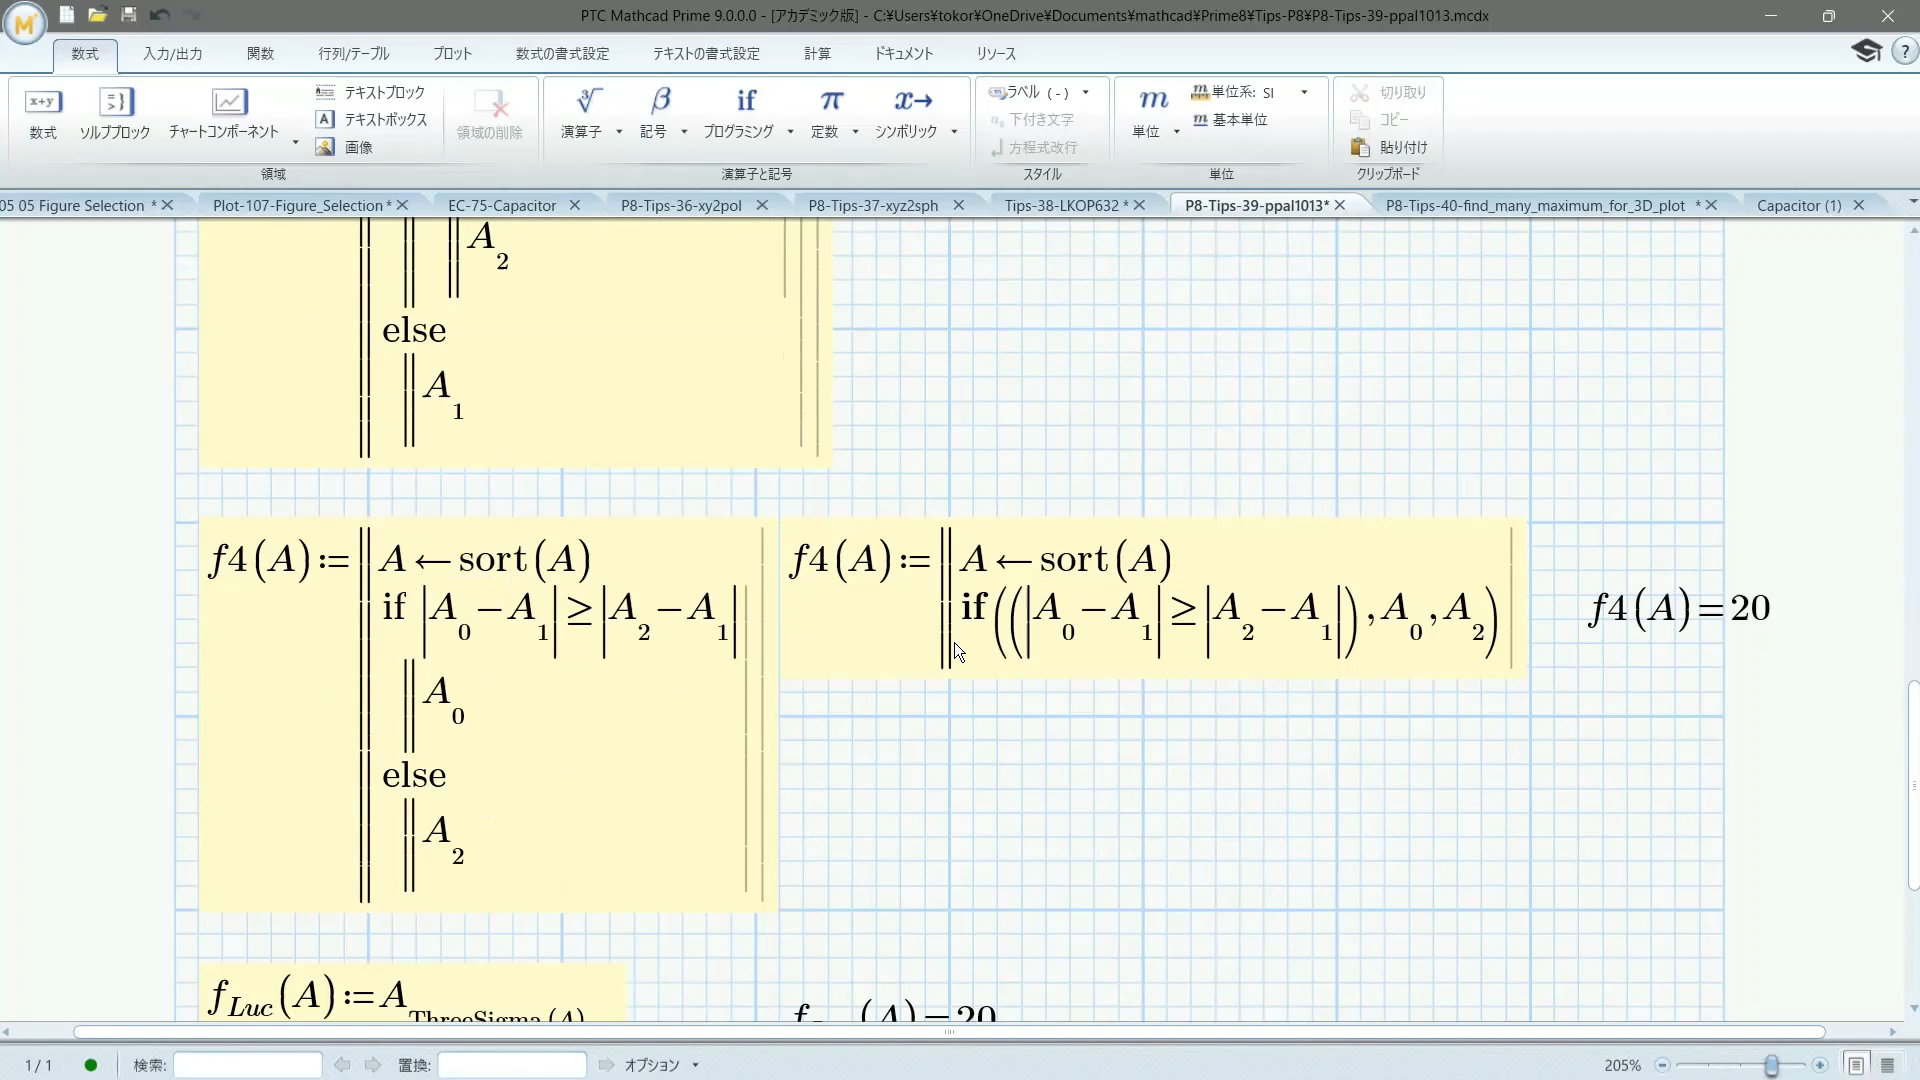 PTC Mathcad Prime 9.0.0.0 - [アカデミック版] - C:¥Users¥tokor¥OneDrive¥Documents¥mathcad¥Prime8¥Tips-P8¥P8-Tips-39-ppal1013.mcdx
数式 入力/出力 関数 行列/テーブル プロット 数式の書式設定 テキストの書式設定 計算 ドキュメント リソース
数式 ソルブブロック チャートコンポーネント テキストブロック テキストボックス 画像 領域の削除
演算子 記号 if プログラミング π 定数 シンボリック
ラベル (-) 下付き文字 方程式改行
m 単位 単位系: SI 基本単位
切り取り コピー 貼り付け
領域 演算子と記号 スタイル 単位 クリップボード
05 05 Figure Selection * Plot-107-Figure_Selection* EC-75-Capacitor P8-Tips-36-xy2pol P8-Tips-37-xyz2sph Tips-38-LKOP632 * P8-Tips-39-ppal1013* P8-Tips-40-find_many_maximum_for_3D_plot * Capacitor (1)
A₂
else
A₁
f4(A):= A←sort(A)
if |A₀−A₁|≥|A₂−A₁|
A₀
else
A₂
f4(A):= A←sort(A)
if((|A₀−A₁|≥|A₂−A₁|),A₀,A₂)
f4(A)=20
f_Luc(A):=A_ThreeSigma(A)
(A)=20
1 / 1 検索: 置換: オプション 205%